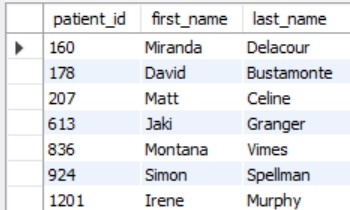 patient_id first_name last_name
160 Miranda Delacour
178 David Bustamonte
207 Matt Celine
613 Jaki Granger
836 Montana Vimes
924 Simon Spellman
1201 Irene Murphy